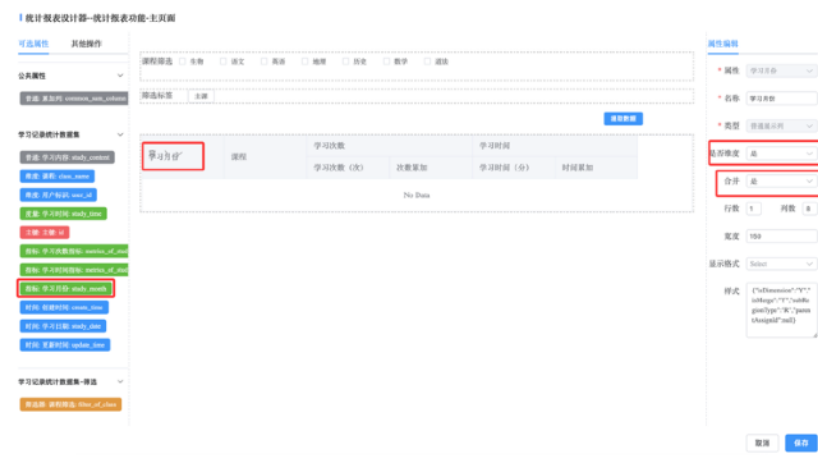 统计报表设计器--统计报表功能-主页面
可选属性 其他操作
公共属性
普通: 累加列: common_sum_column
学习记录统计数据集
普通: 学习内容: study_content
维度: 课程: class_name
维度: 用户标识: user_id
度量: 学习时间: study_time
主键: 主键: id
指标: 学习次数指标: metrics_of_stud
指标: 学习时间指标: metrics_of_stud
指标: 学习月份: study_month
时间: 创建时间: create_time
时间: 学习日期: study_date
时间: 更新时间: update_time
学习记录统计数据集-筛选
筛选器: 课程筛选: filter_of_class
课程筛选 生物 语文 英语 地理 历史 数学 政治
筛选标签 主键
读取数据
学习月份 课程 学习次数 学习时间
学习次数（次） 次数累加 学习时间（分） 时间累加
No Data
属性编辑
* 属性 学习月份
* 名称 学习月份
* 类型 普通显示列
是否维度 是
合并 是
行数 1 列数 8
宽度 150
显示格式 Select
样式 {"isDimension":"Y","
isMerge":"Y","subRe
gionType":"R","paren
tAssignId":null}
取消 保存